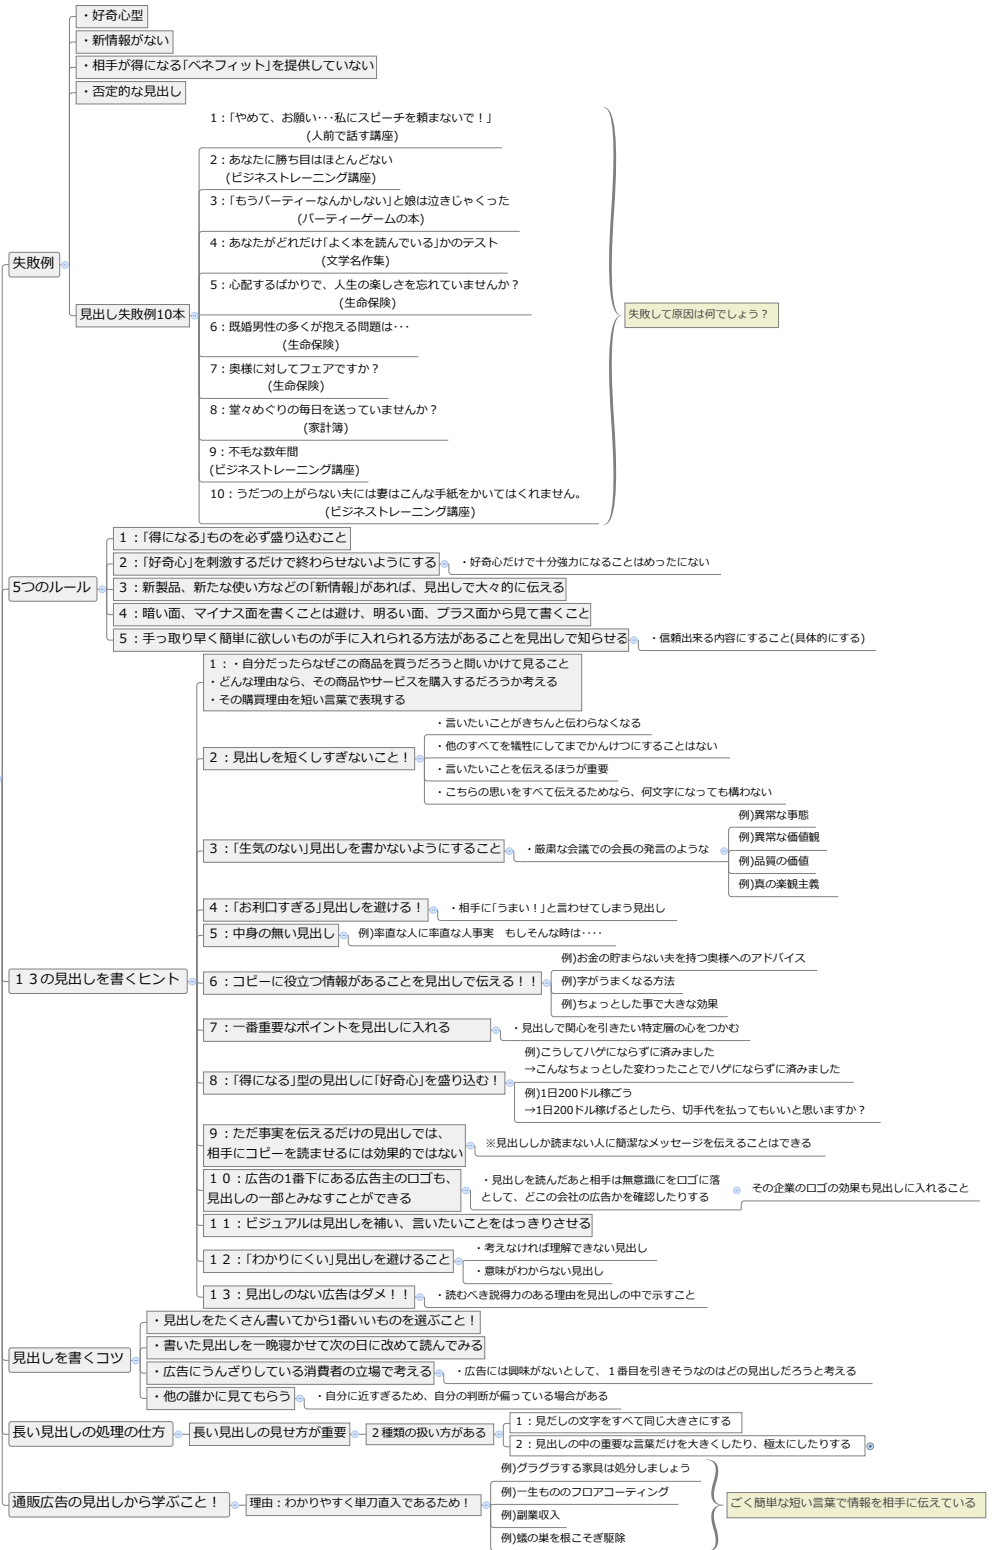 ・好奇心型
・新情報がない
・相手が得になる「ベネフィット」を提供していない
・否定的な見出し
失敗例
見出し失敗例10本
1：「やめて、お願い･･･私にスピーチを頼まないで！」
(人前で話す講座)
2：あなたに勝ち目はほとんどない
(ビジネストレーニング講座)
3：「もうパーティーなんかしない」と娘は泣きじゃくった
(パーティーゲームの本)
4：あなたがどれだけ「よく本を読んでいる」かのテスト
(文学名作集)
5：心配するばかりで、人生の楽しさを忘れていませんか？
(生命保険)
6：既婚男性の多くが抱える問題は･･･
(生命保険)
7：奥様に対してフェアですか？
(生命保険)
8：堂々めぐりの毎日を送っていませんか？
(家計簿)
9：不毛な数年間
(ビジネストレーニング講座)
10：うだつの上がらない夫には妻はこんな手紙をかいてはくれません。
(ビジネストレーニング講座)
失敗して原因は何でしょう？
5つのルール
1：「得になる」ものを必ず盛り込むこと
2：「好奇心」を刺激するだけで終わらせないようにする
・好奇心だけで十分強力になることはめったにない
3：新製品、新たな使い方などの「新情報」があれば、見出しで大々的に伝える
4：暗い面、マイナス面を書くことは避け、明るい面、プラス面から見て書くこと
5：手っ取り早く簡単に欲しいものが手に入れられる方法があることを見出しで知らせる
・信頼出来る内容にすること(具体的にする)
１３の見出しを書くヒント
1：・自分だったらなぜこの商品を買うだろうと問いかけて見ること
・どんな理由なら、その商品やサービスを購入するだろうか考える
・その購買理由を短い言葉で表現する
2：見出しを短くしすぎないこと！
・言いたいことがきちんと伝わらなくなる
・他のすべてを犠牲にしてまでかんけつにすることはない
・言いたいことを伝えるほうが重要
・こちらの思いをすべて伝えるためなら、何文字になっても構わない
3：「生気のない」見出しを書かないようにすること
・厳粛な会議での会長の発言のような
例)異常な事態
例)異常な価値観
例)品質の価値
例)真の楽観主義
4：「お利口すぎる」見出しを避ける！
・相手に「うまい！」と言わせてしまう見出し
5：中身の無い見出し
例)率直な人に率直な人事実　もしそんな時は････
6：コピーに役立つ情報があることを見出しで伝える！！
例)お金の貯まらない夫を持つ奥様へのアドバイス
例)字がうまくなる方法
例)ちょっとした事で大きな効果
7：一番重要なポイントを見出しに入れる
・見出しで関心を引きたい特定層の心をつかむ
8：「得になる」型の見出しに「好奇心」を盛り込む！
例)こうしてハゲにならずに済みました
→こんなちょっとした変わったことでハゲにならずに済みました
例)1日200ドル稼ごう
→1日200ドル稼げるとしたら、切手代を払ってもいいと思いますか？
9：ただ事実を伝えるだけの見出しでは、
相手にコピーを読ませるには効果的ではない
※見出ししか読まない人に簡潔なメッセージを伝えることはできる
１０：広告の1番下にある広告主のロゴも、
見出しの一部とみなすことができる
・見出しを読んだあと相手は無意識にをロゴに落
として、どこの会社の広告かを確認したりする
その企業のロゴの効果も見出しに入れること
１１：ビジュアルは見出しを補い、言いたいことをはっきりさせる
１２：「わかりにくい」見出しを避けること
・考えなければ理解できない見出し
・意味がわからない見出し
１３：見出しのない広告はダメ！！
・読むべき説得力のある理由を見出しの中で示すこと
見出しを書くコツ
・見出しをたくさん書いてから1番いいものを選ぶこと！
・書いた見出しを一晩寝かせて次の日に改めて読んでみる
・広告にうんざりしている消費者の立場で考える
・広告には興味がないとして、１番目を引きそうなのはどの見出しだろうと考える
・他の誰かに見てもらう
・自分に近すぎるため、自分の判断が偏っている場合がある
長い見出しの処理の仕方
長い見出しの見せ方が重要
２種類の扱い方がある
1：見だしの文字をすべて同じ大きさにする
2：見出しの中の重要な言葉だけを大きくしたり、極太にしたりする
通販広告の見出しから学ぶこと！
理由：わかりやすく単刀直入であるため！
例)グラグラする家具は処分しましょう
例)一生もののフロアコーティング
例)副業収入
例)蟻の巣を根こそぎ駆除
ごく簡単な短い言葉で情報を相手に伝えている